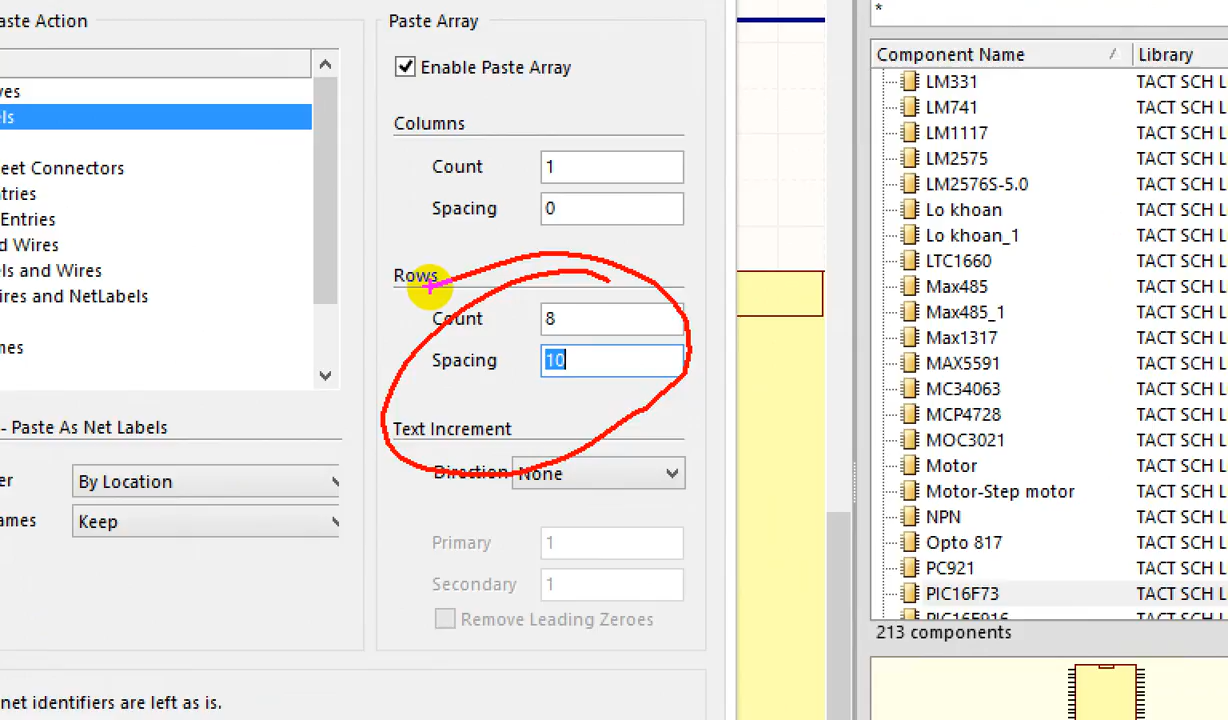 aste Action
ves
els
eet Connectors
tries
Entries
d Wires
ls and Wires
ires and NetLabels
mes
- Paste As Net Labels
er
By Location
ames
Keep
net identifiers are left as is.
Paste Array
Enable Paste Array
Columns
Count
1
Spacing
0
Rows
Count
8
Spacing
10
Text Increment
Direction
None
Primary
1
Secondary
1
Remove Leading Zeroes
*
Component Name / Library
LM331 TACT SCH L
LM741 TACT SCH L
LM1117 TACT SCH L
LM2575 TACT SCH L
LM2576S-5.0 TACT SCH L
Lo khoan TACT SCH L
Lo khoan_1 TACT SCH L
LTC1660 TACT SCH L
Max485 TACT SCH L
Max485_1 TACT SCH L
Max1317 TACT SCH L
MAX5591 TACT SCH L
MC34063 TACT SCH L
MCP4728 TACT SCH L
MOC3021 TACT SCH L
Motor TACT SCH L
Motor-Step motor TACT SCH L
NPN TACT SCH L
Opto 817 TACT SCH L
PC921 TACT SCH L
PIC16F73 TACT SCH L
213 components